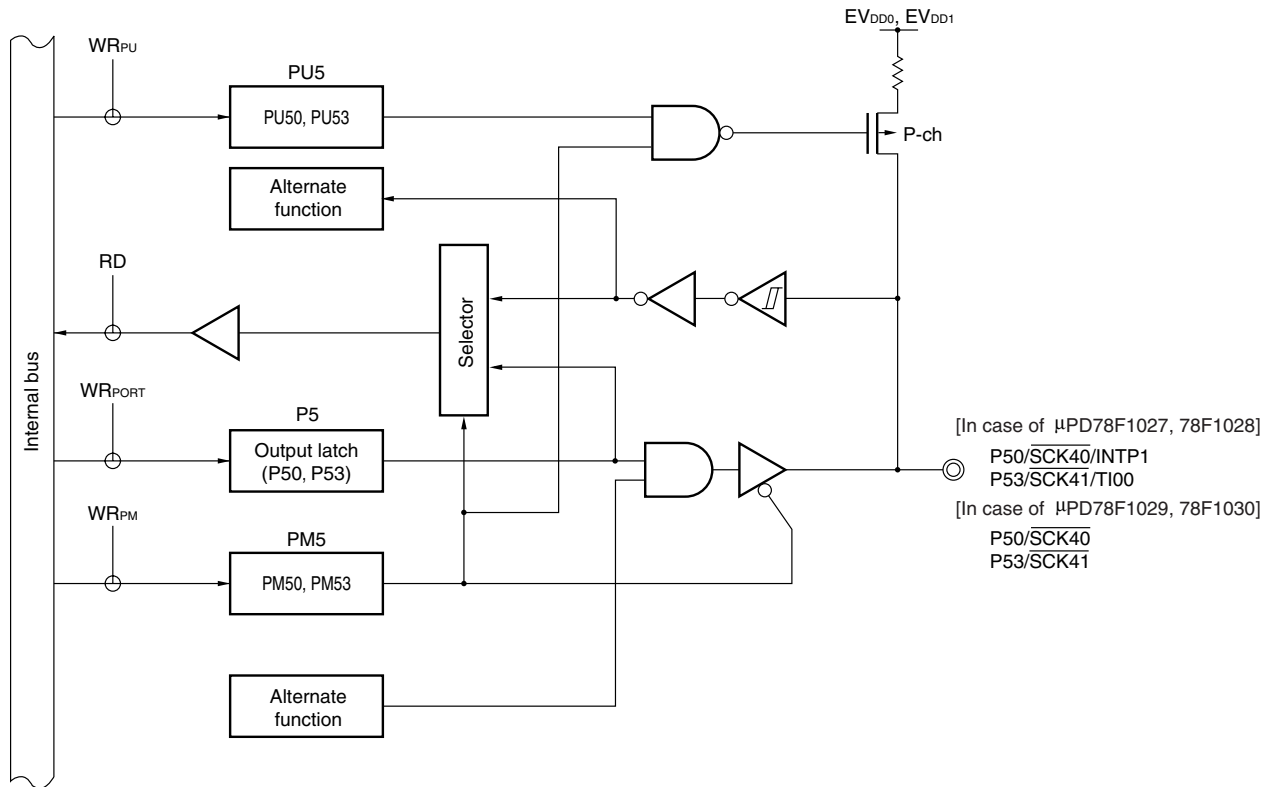 EVDD0, EVDD1
WRPU
PU5
PU50, PU53
P-ch
Alternate
function
RD
Selector
Internal bus
WRPORT
P5
Output latch
(P50, P53)
[In case of μPD78F1027, 78F1028]
P50/SCK40/INTP1
P53/SCK41/TI00
[In case of μPD78F1029, 78F1030]
P50/SCK40
P53/SCK41
WRPM
PM5
PM50, PM53
Alternate
function